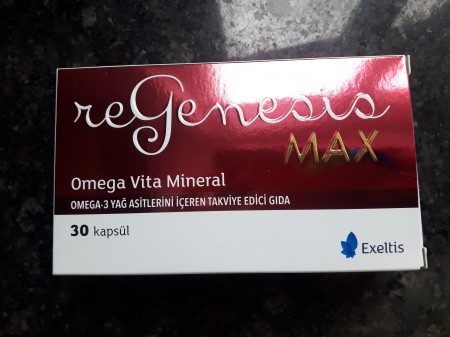 reGenesis
MAX
Omega Vita Mineral
OMEGA-3 YAĞ ASİTLERİNİ İÇEREN TAKVİYE EDİCİ GIDA
30 kapsül
Exeltis